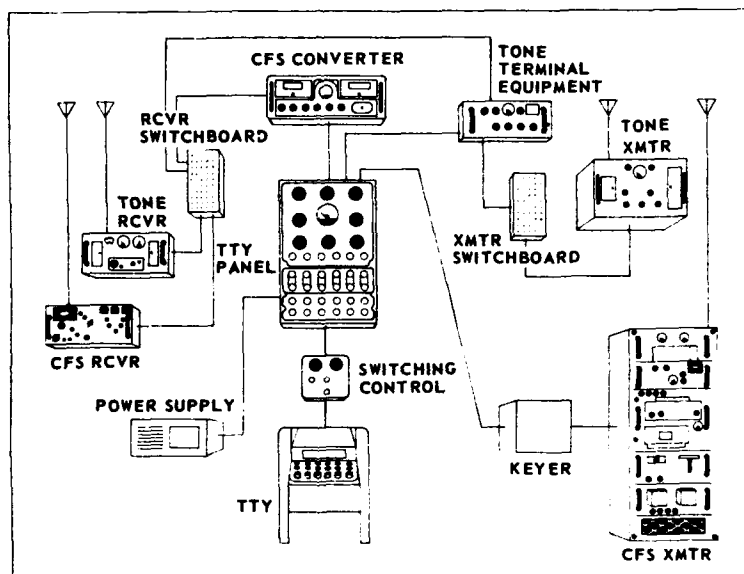 CFS CONVERTER
TONE
TERMINAL
EQUIPMENT
RCVR
SWITCHBOARD
TONE
XMTR
TONE
RCVR
TTY
PANEL
XMTR
SWITCHBOARD
CFS RCVR
SWITCHING
CONTROL
POWER SUPPLY
KEYER
TTY
CFS XMTR